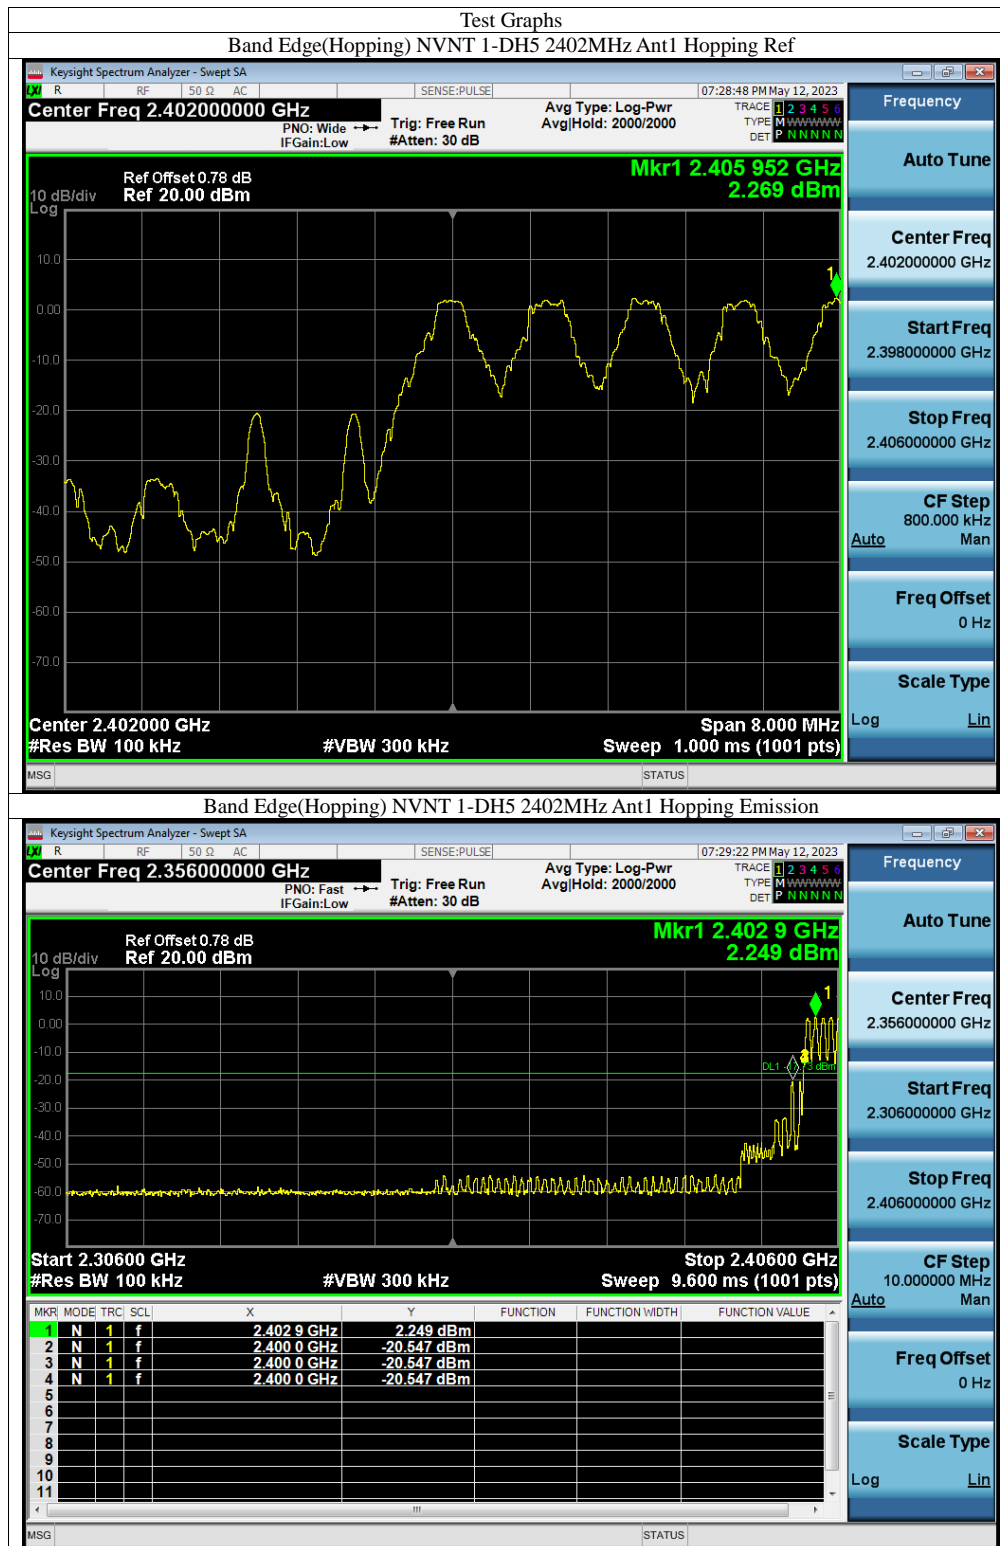 Test Graphs
Band Edge(Hopping) NVNT 1-DH5 2402MHz Ant1 Hopping Ref
Keysight Spectrum Analyzer - Swept SA
LXI R RF 50 Ω AC SENSE:PULSE 07:28:48 PM May 12, 2023
Center Freq 2.402000000 GHz Avg Type: Log-Pwr TRACE 1 2 3 4 5 6
PNO: Wide Trig: Free Run Avg|Hold: 2000/2000 TYPE M WWWWW
IFGain:Low #Atten: 30 dB DET P N N N N N
Frequency
Auto Tune
Center Freq
2.402000000 GHz
Start Freq
2.398000000 GHz
Stop Freq
2.406000000 GHz
CF Step
800.000 kHz
Auto Man
Freq Offset
0 Hz
Scale Type
Log Lin
Mkr1 2.405 952 GHz
2.269 dBm
Ref Offset 0.78 dB
10 dB/div Ref 20.00 dBm
Log
10.0
1
0.00
-10.0
-20.0
-30.0
-40.0
-50.0
-60.0
-70.0
Center 2.402000 GHz Span 8.000 MHz
#Res BW 100 kHz #VBW 300 kHz Sweep 1.000 ms (1001 pts)
MSG STATUS
Band Edge(Hopping) NVNT 1-DH5 2402MHz Ant1 Hopping Emission
Keysight Spectrum Analyzer - Swept SA
LXI R RF 50 Ω AC SENSE:PULSE 07:29:22 PM May 12, 2023
Center Freq 2.356000000 GHz Avg Type: Log-Pwr TRACE 1 2 3 4 5 6
PNO: Fast Trig: Free Run Avg|Hold: 2000/2000 TYPE M WWWWW
IFGain:Low #Atten: 30 dB DET P N N N N N
Frequency
Auto Tune
Center Freq
2.356000000 GHz
Start Freq
2.306000000 GHz
Stop Freq
2.406000000 GHz
CF Step
10.000000 MHz
Auto Man
Freq Offset
0 Hz
Scale Type
Log Lin
Mkr1 2.402 9 GHz
2.249 dBm
Ref Offset 0.78 dB
10 dB/div Ref 20.00 dBm
Log
10.0
1
0.00
-10.0
DL1 dBm
-20.0
-30.0
-40.0
-50.0
-60.0
-70.0
Start 2.30600 GHz Stop 2.40600 GHz
#Res BW 100 kHz #VBW 300 kHz Sweep 9.600 ms (1001 pts)
MKR MODE TRC SCL X Y FUNCTION FUNCTION WIDTH FUNCTION VALUE
1 N 1 f 2.402 9 GHz 2.249 dBm
2 N 1 f 2.400 0 GHz -20.547 dBm
3 N 1 f 2.400 0 GHz -20.547 dBm
4 N 1 f 2.400 0 GHz -20.547 dBm
5
6
7
8
9
10
11
MSG STATUS